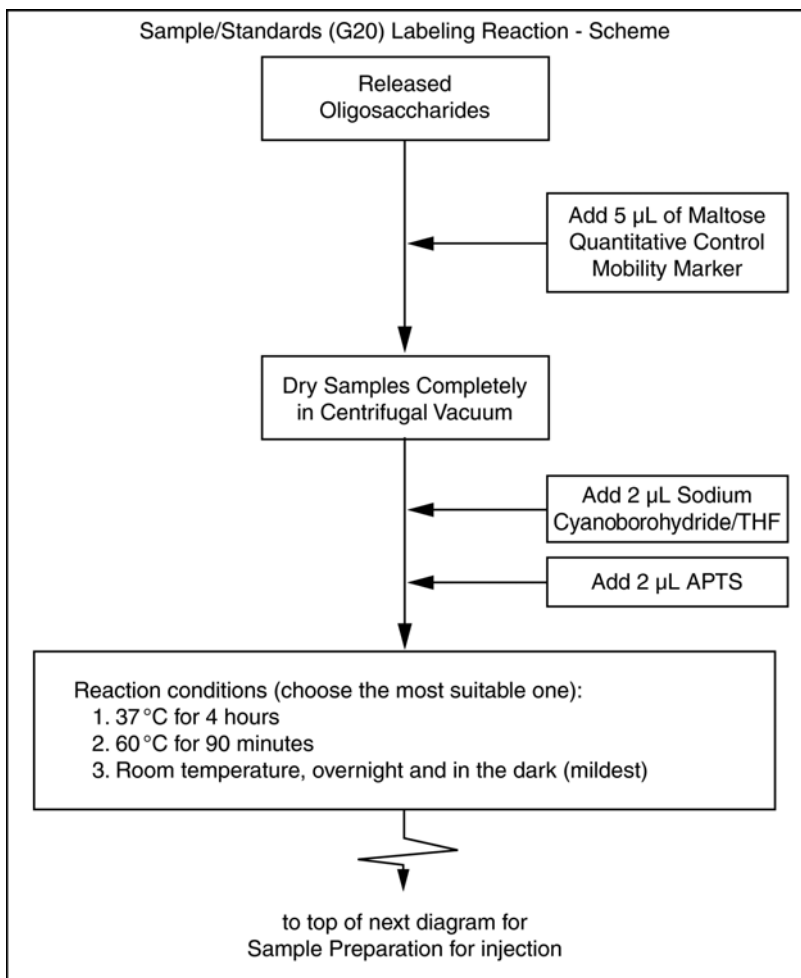 Sample/Standards (G20) Labeling Reaction - Scheme
Released
Oligosaccharides
Add 5 µL of Maltose
Quantitative Control
Mobility Marker
Dry Samples Completely
in Centrifugal Vacuum
Add 2 µL Sodium
Cyanoborohydride/THF
Add 2 µL APTS
Reaction conditions (choose the most suitable one):
1. 37 °C for 4 hours
2. 60 °C for 90 minutes
3. Room temperature, overnight and in the dark (mildest)
to top of next diagram for
Sample Preparation for injection